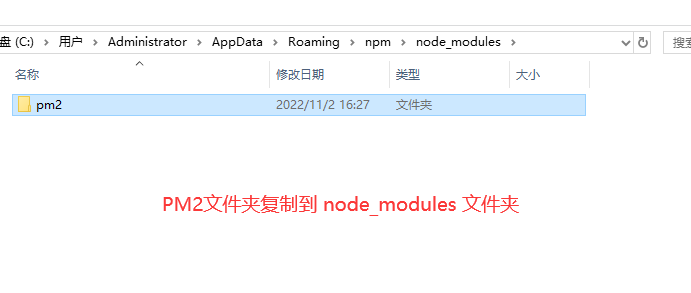 盘 (C:) > 用户 > Administrator > AppData > Roaming > npm > node_modules >
搜索
名称 修改日期 类型 大小
pm2 2022/11/2 16:27 文件夹
PM2文件夹复制到 node_modules 文件夹